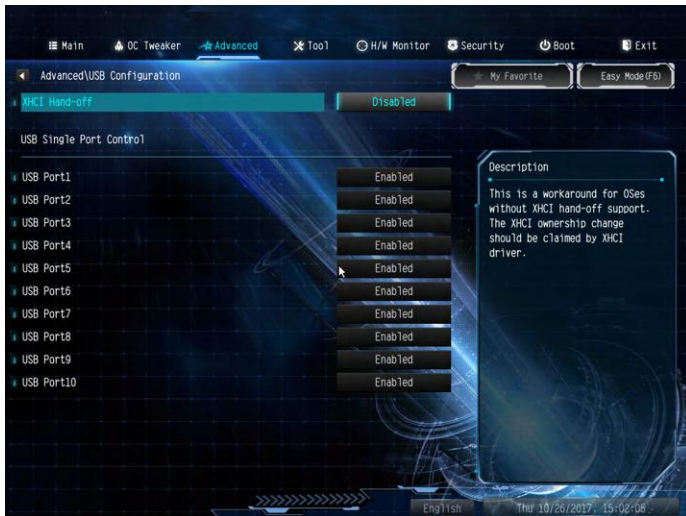 Main OC Tweaker Advanced Tool H/W Monitor Security Boot Exit
Advanced\USB Configuration
My Favorite Easy Mode(F6)
XHCI Hand-off Disabled
USB Single Port Control
USB Port1 Enabled
USB Port2 Enabled
USB Port3 Enabled
USB Port4 Enabled
USB Port5 Enabled
USB Port6 Enabled
USB Port7 Enabled
USB Port8 Enabled
USB Port9 Enabled
USB Port10 Enabled
Description
This is a workaround for OSes
without XHCI hand-off support.
The XHCI ownership change
should be claimed by XHCI
driver.
English Thu 10/26/2017, 15:02:06